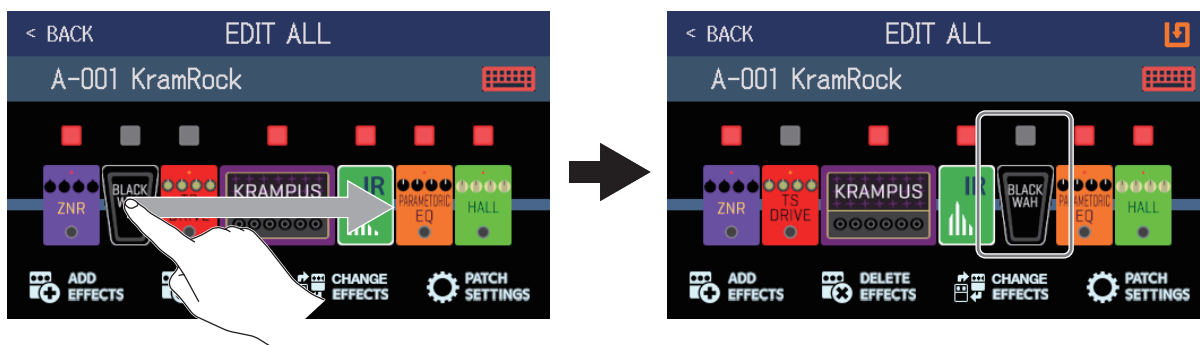 < BACK EDIT ALL
A-001 KramRock
ZNR
BLACK
WAH
DRIVE
KRAMPUS
IR
PARAMETORIC
EQ
HALL
ADD
EFFECTS
CHANGE
EFFECTS
PATCH
SETTINGS
< BACK EDIT ALL
A-001 KramRock
ZNR
TS
DRIVE
KRAMPUS
IR
BLACK
WAH
PARAMETORIC
EQ
HALL
ADD
EFFECTS
DELETE
EFFECTS
CHANGE
EFFECTS
PATCH
SETTINGS